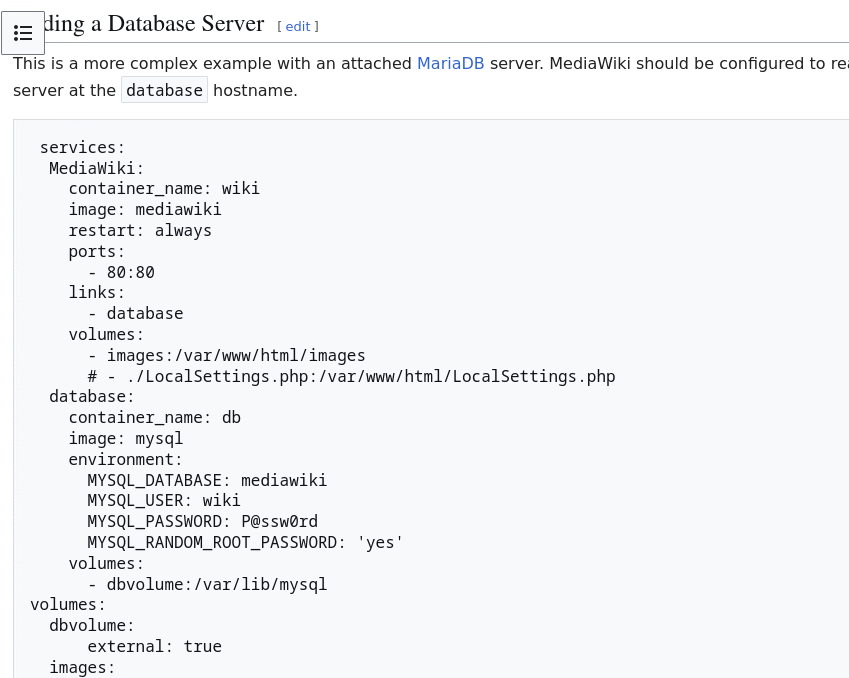 ding a Database Server [ edit ]
This is a more complex example with an attached MariaDB server. MediaWiki should be configured to
server at the database hostname.
 services:
  MediaWiki:
    container_name: wiki
    image: mediawiki
    restart: always
    ports:
      - 80:80
    links:
      - database
    volumes:
      - images:/var/www/html/images
      # - ./LocalSettings.php:/var/www/html/LocalSettings.php
  database:
    container_name: db
    image: mysql
    environment:
      MYSQL_DATABASE: mediawiki
      MYSQL_USER: wiki
      MYSQL_PASSWORD: P@ssw0rd
      MYSQL_RANDOM_ROOT_PASSWORD: 'yes'
    volumes:
      - dbvolume:/var/lib/mysql
volumes:
  dbvolume:
      external: true
  images: